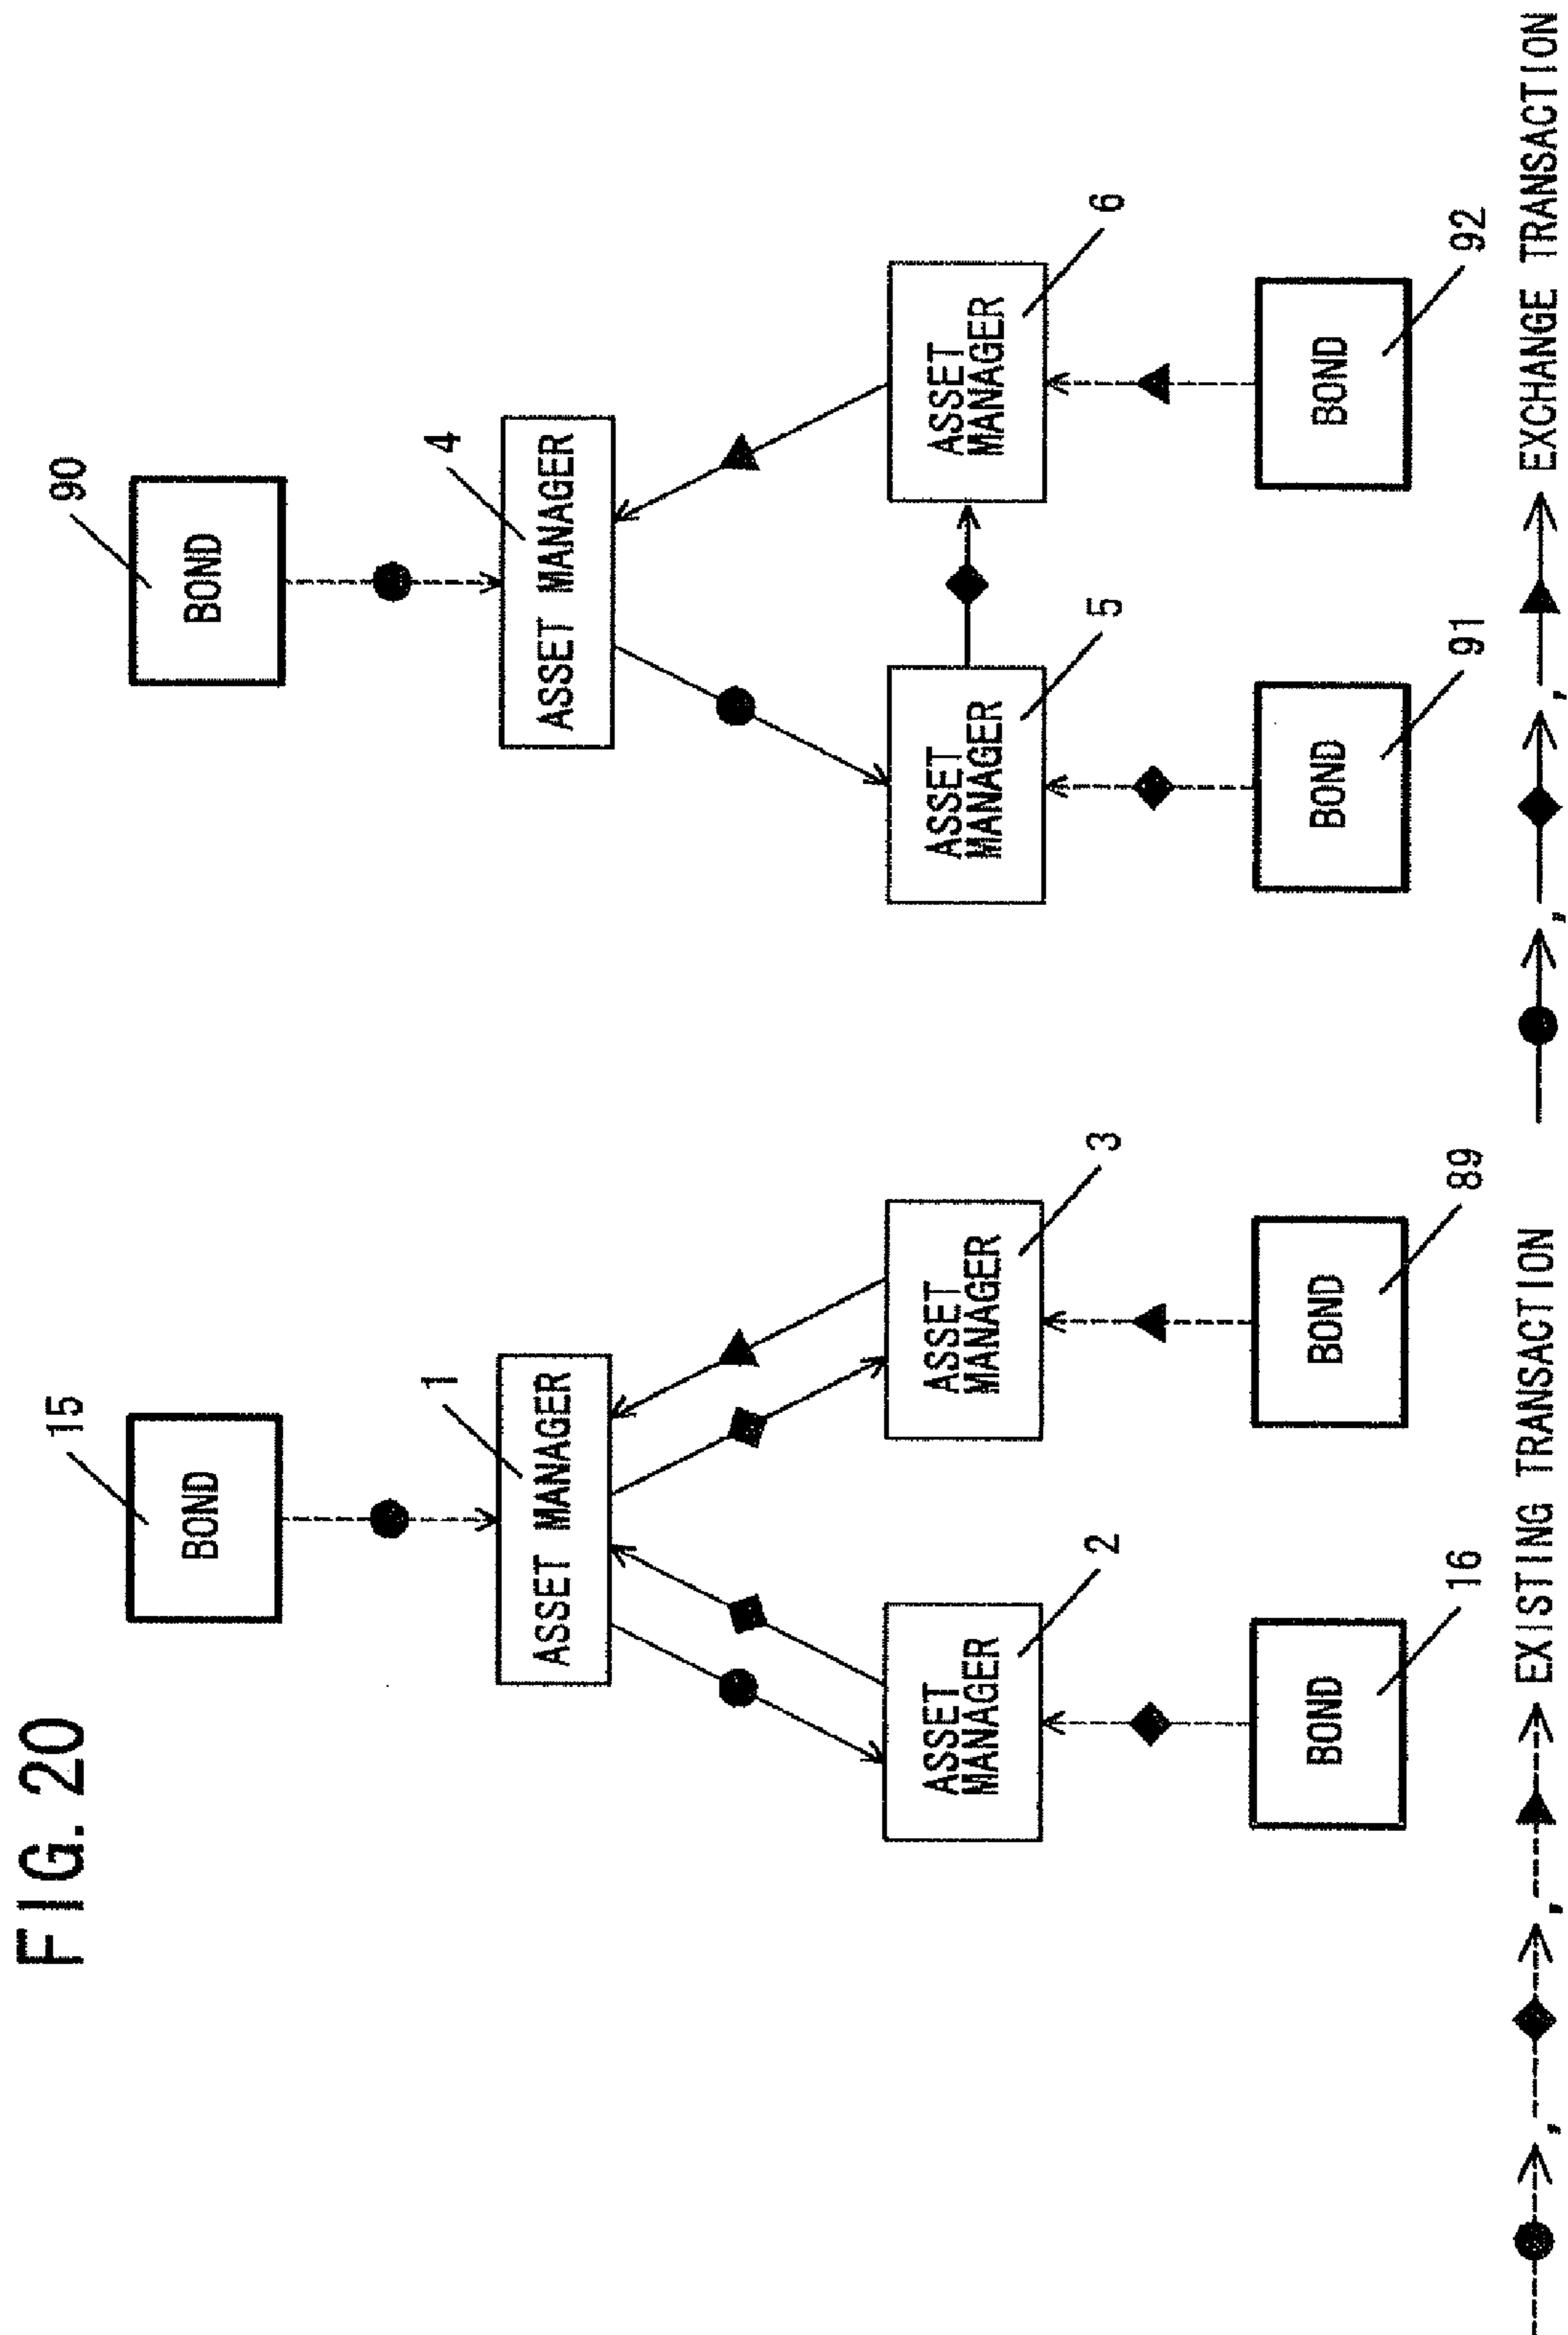 FIG. 20
15
BOND
90
BOND
1
ASSET MANAGER
4
ASSET MANAGER
ASSET
MANAGER
2
ASSET
MANAGER
3
ASSET
MANAGER
5
ASSET
MANAGER
6
BOND
16
BOND
89
BOND
91
BOND
92
, , EXISTING TRANSACTION
, , EXCHANGE TRANSACTION